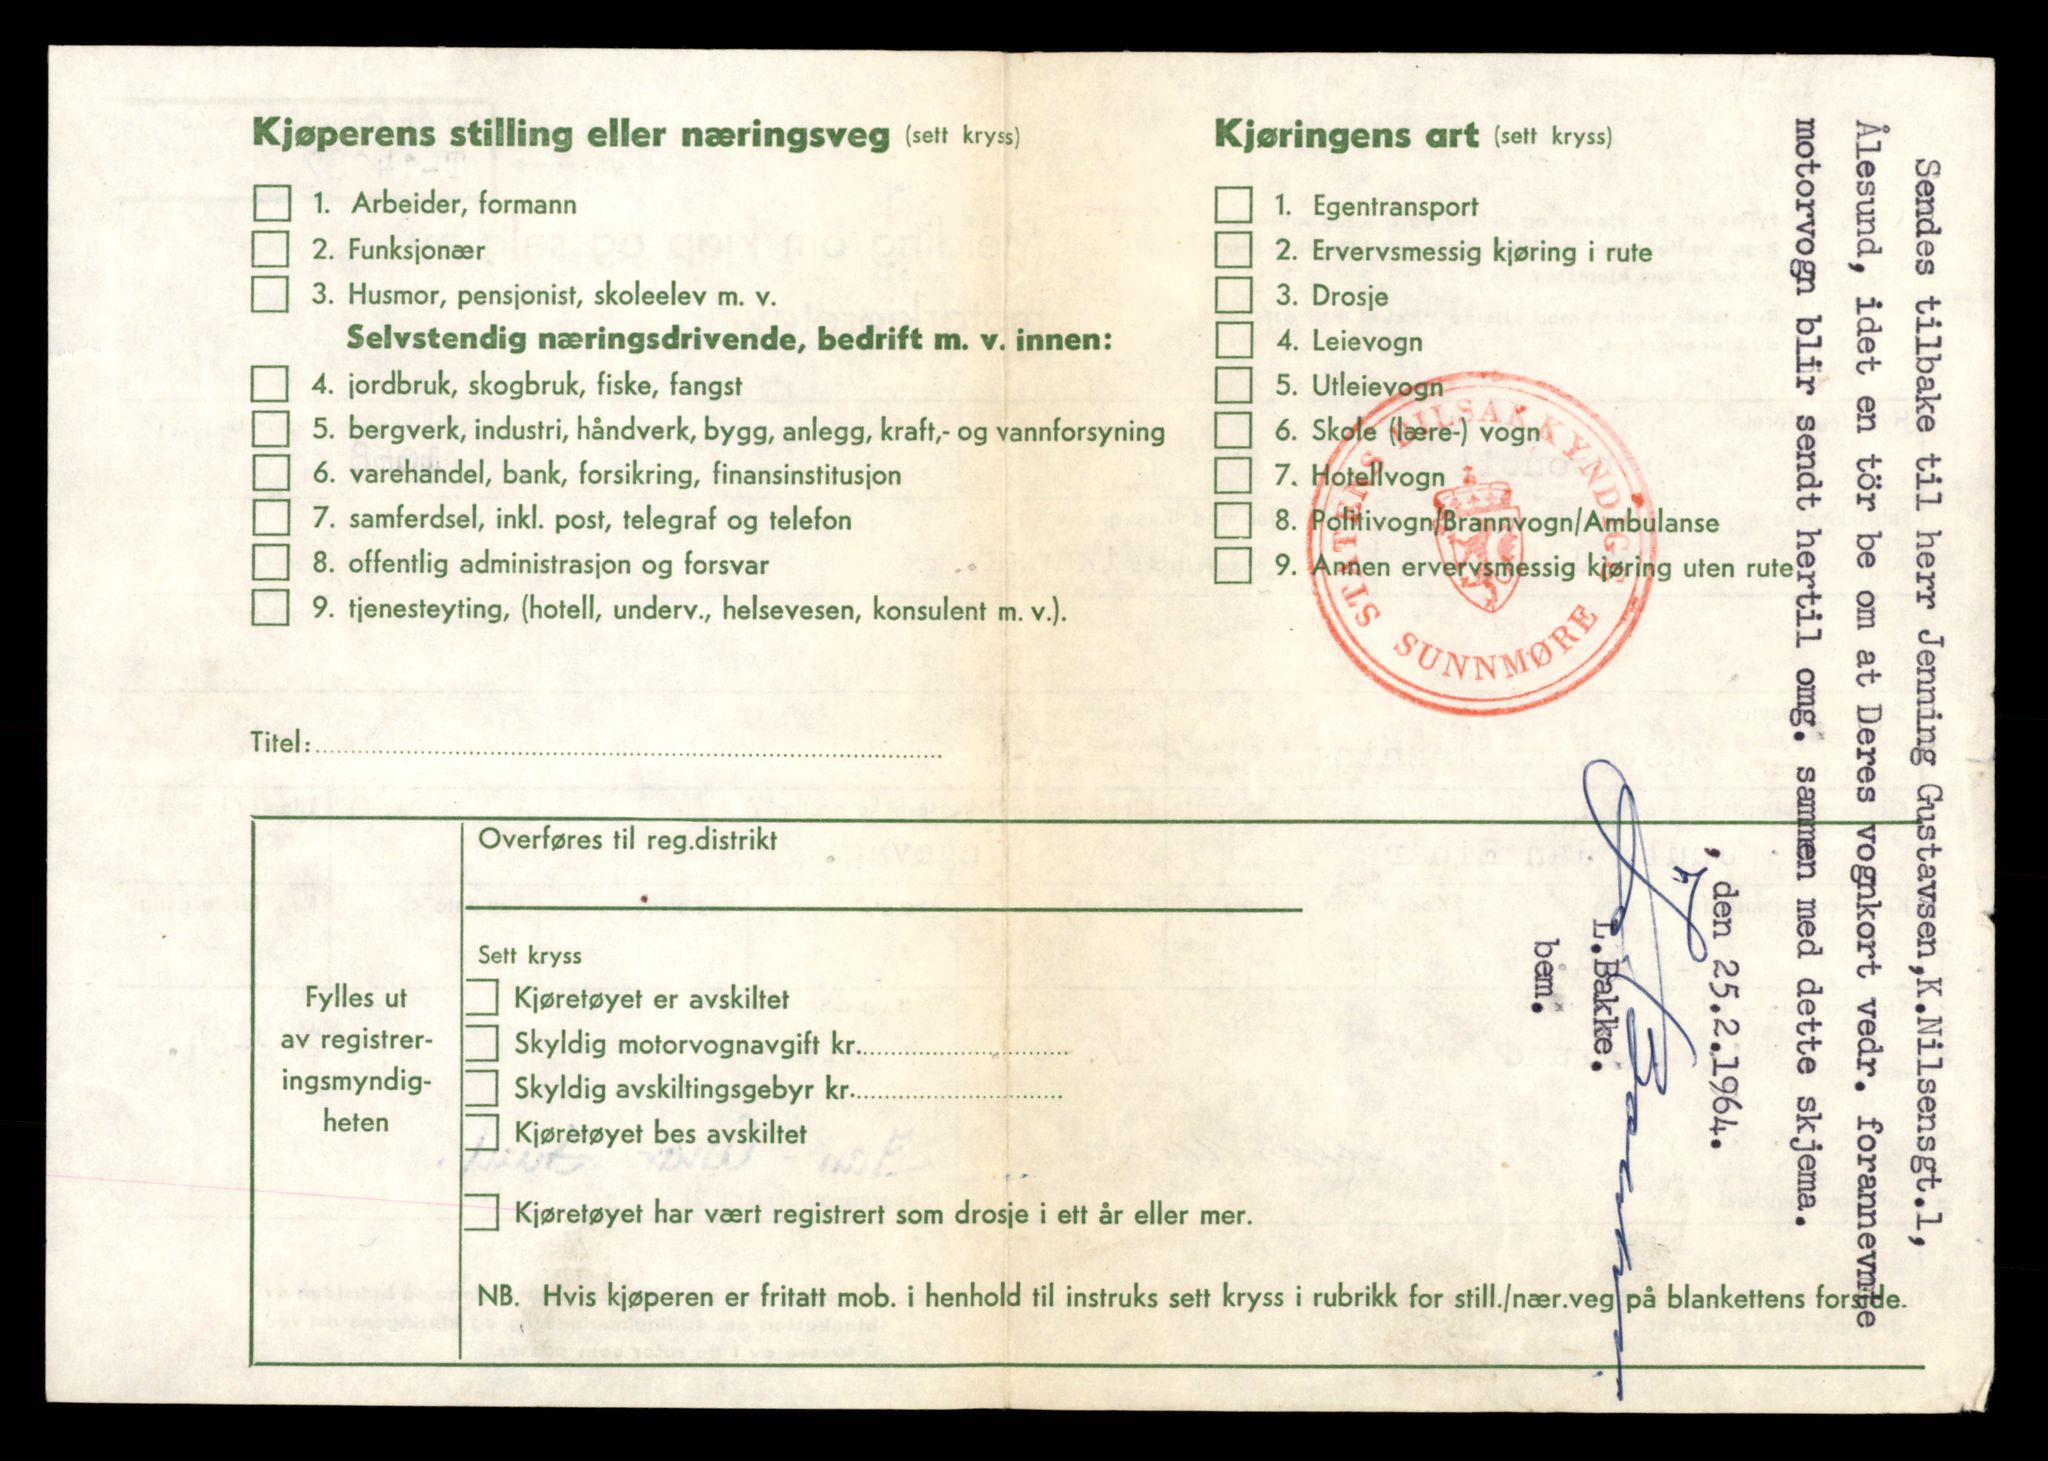 Kjøperens stilling eller næringsveg (sett kryss)
1. Arbeider, formann
2. Funksjonær
3. Husmor, pensjonist, skoleelev m. v.
Selvstendig næringsdrivende, bedrift m. v. innen:
4. jordbruk, skogbruk, fiske, fangst
5. bergverk, industri, håndverk, bygg, anlegg, kraft,- og vannforsyning
6. varehandel, bank, forsikring, finansinstitusjon
7. samferdsel, inkl. post, telegraf og telefon
8. offentlig administrasjon og forsvar
9. tjenesteyting, (hotell, underv., helsevesen, konsulent m. v.).
Titel:
Kjøringens art (sett kryss)
1. Egentransport
2. Ervervsmessig kjøring i rute
3. Drosje
4. Leievogn
5. Utleievogn
6. Skole (lære-) vogn
7. Hotellvogn
8. Politivogn/Brannvogn/Ambulanse
9. Annen ervervsmessig kjøring uten rute
STATENS BILSAKKYNDIGE
SUNNMØRE
Fylles ut
av registrer-
ingsmyndig-
heten
Overføres til reg.distrikt
Sett kryss
Kjøretøyet er avskiltet
Skyldig motorvognavgift kr.
Skyldig avskiltingsgebyr kr.
Kjøretøyet bes avskiltet
Kjøretøyet har vært registrert som drosje i ett år eller mer.
NB. Hvis kjøperen er fritatt mob. i henhold til instruks sett kryss i rubrikk for still./nær.veg på blankettens forside.
Sendes tilbake til herr Jenning Gustavsen,K.Nilsensgt.1,
Ålesund, idet en tör be om at Deres vognkort vedr. forannevnte
motorvogn blir sendt hertil omg. sammen med dette skjema.
, den 25.2.1964.
L.Bakke.
bem.